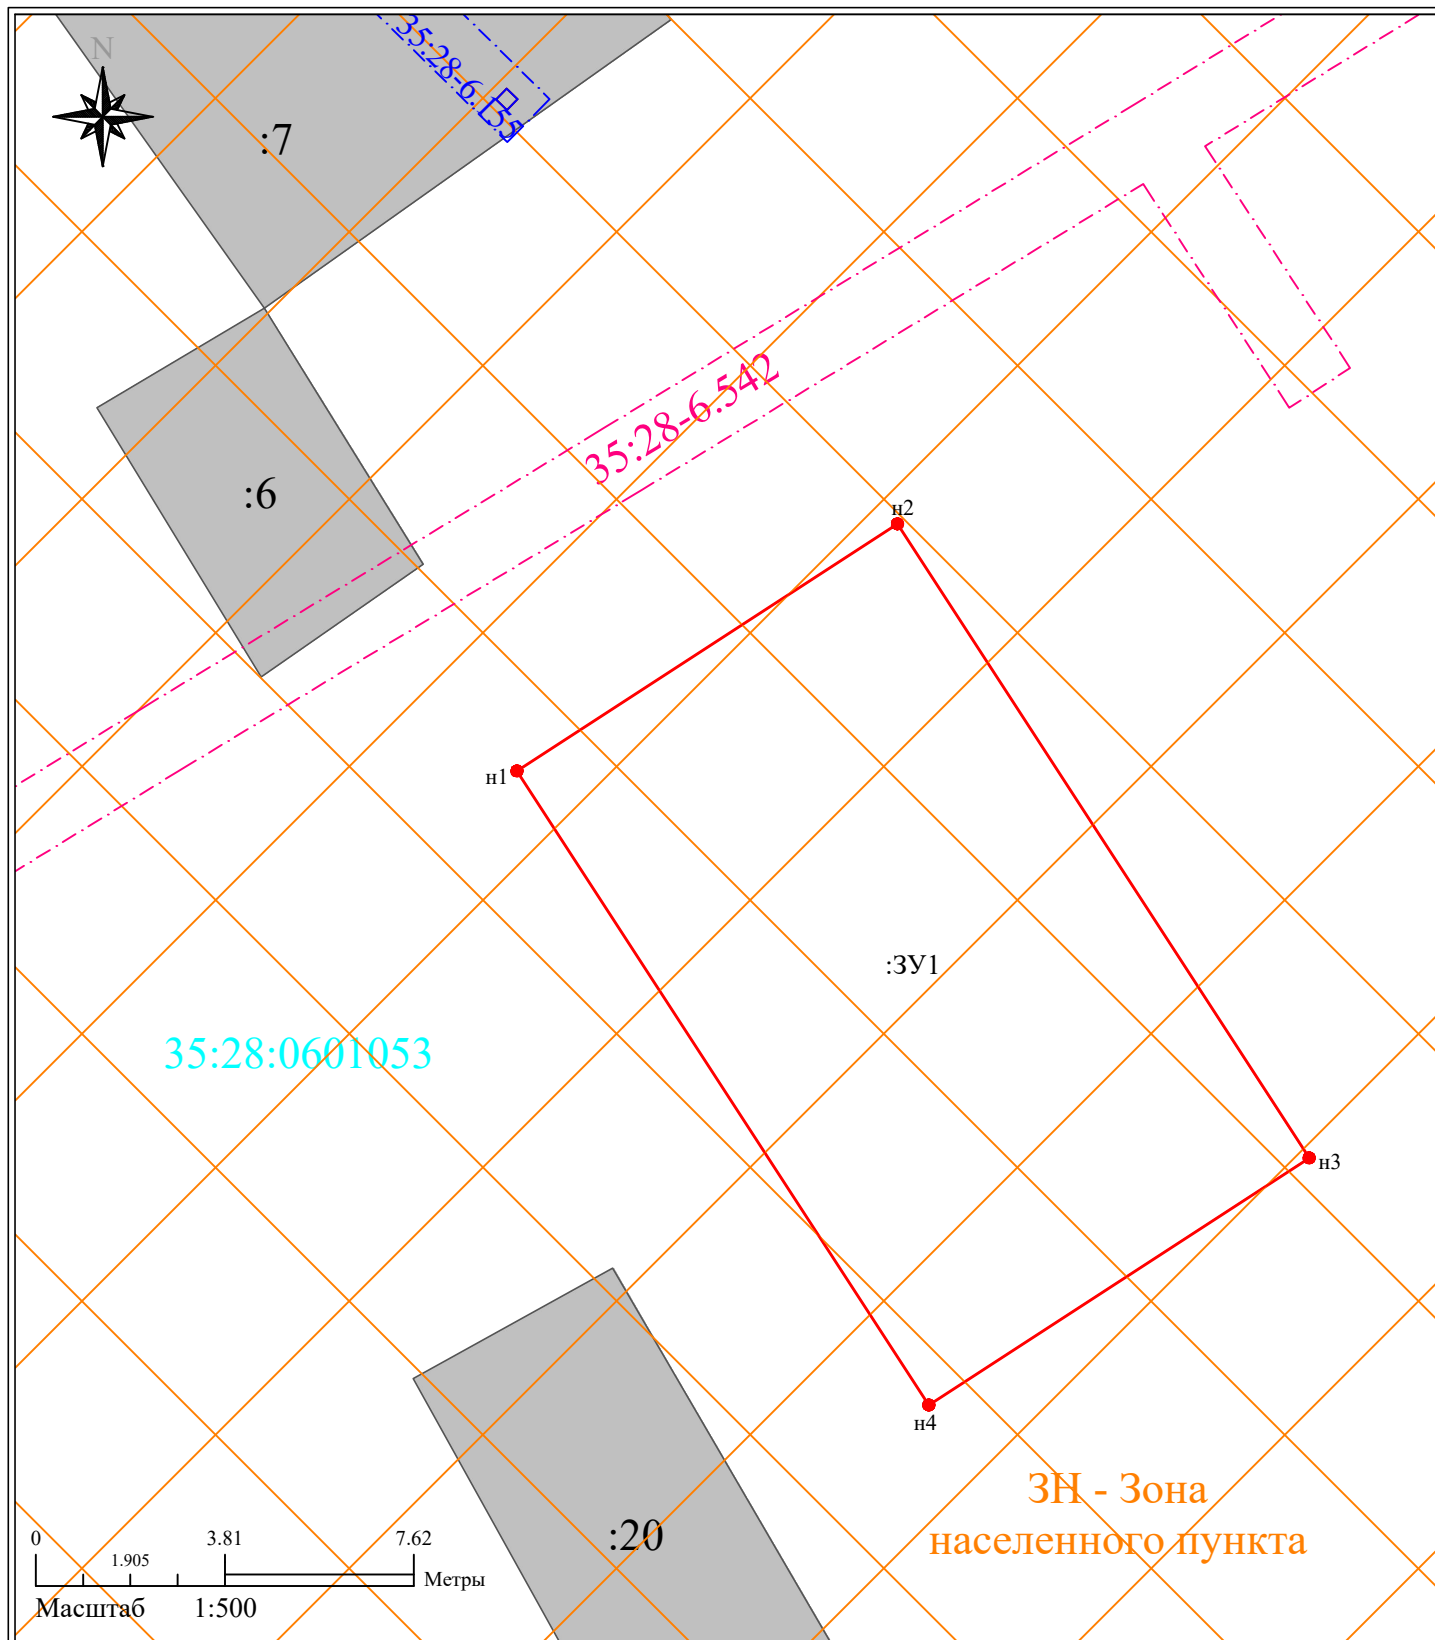 N
35:28-6.155
:7
35:28-6.542
:6
н2
н1
:ЗУ1
35:28:0601053
н3
н4
ЗН - Зона
населенного пункта
:20
0
3.81
7.62
1.905
Метры
Масштаб 1:500